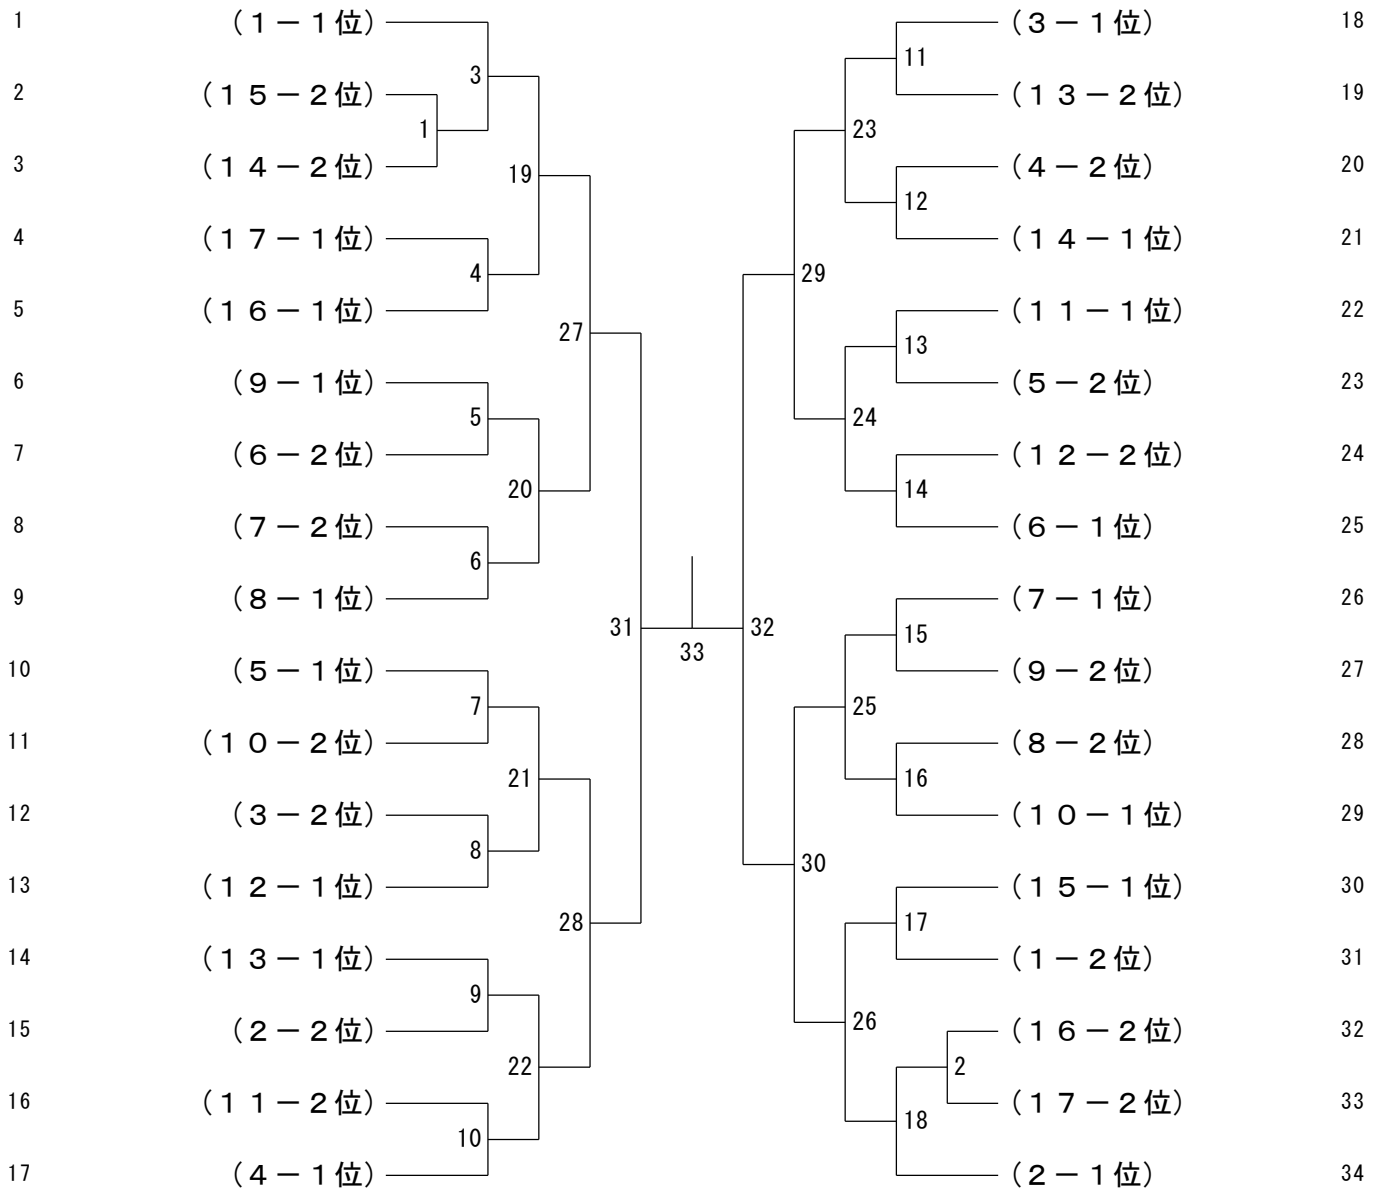 1 （１－１位） （３－１位） 18
3 11
2 （１５－２位） （１３－２位） 19
1 23
3 （１４－２位） （４－２位） 20
19 12
4 （１７－１位） （１４－１位） 21
4 29
5 （１６－１位） （１１－１位） 22
27 13
6 （９－１位） （５－２位） 23
5 24
7 （６－２位） （１２－２位） 24
20 14
8 （７－２位） （６－１位） 25
6
9 （８－１位） （７－１位） 26
31 32 15
33
10 （５－１位） （９－２位） 27
7 25
11 （１０－２位） （８－２位） 28
21 16
12 （３－２位） （１０－１位） 29
8 30
13 （１２－１位） （１５－１位） 30
28 17
14 （１３－１位） （１－２位） 31
9 26
15 （２－２位） （１６－２位） 32
22 2
16 （１１－２位） （１７－２位） 33
10 18
17 （４－１位） （２－１位） 34